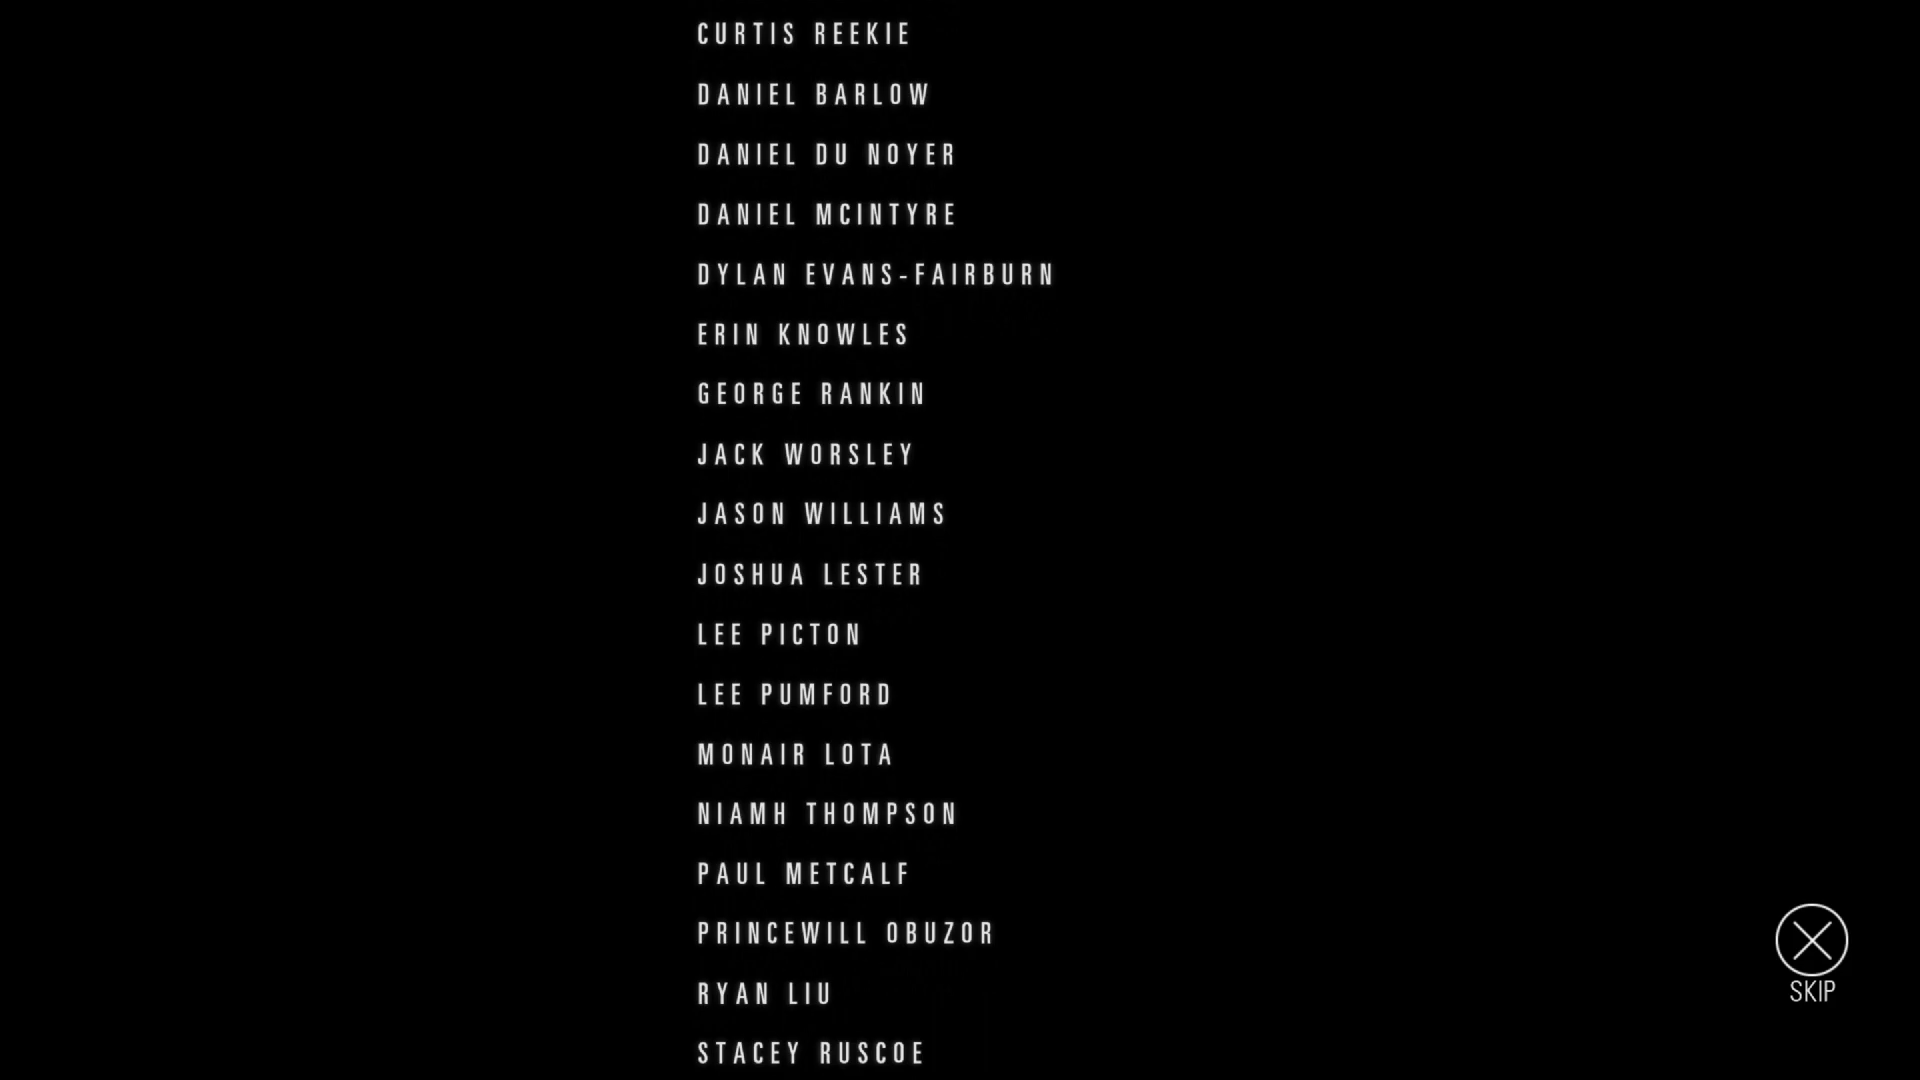 CURTIS REEKIE
DANIEL BARLOW
DANIEL DU NOYER
DANIEL MCINTYRE
DYLAN EVANS-FAIRBURN
ERIN KNOWLES
GEORGE RANKIN
JACK WORSLEY
JASON WILLIAMS
JOSHUA LESTER
LEE PICTON
LEE PUMFORD
MONAIR LOTA
NIAMH THOMPSON
PAUL METCALF
PRINCEWILL OBUZOR
RYAN LIU
STACEY RUSCOE
SKIP